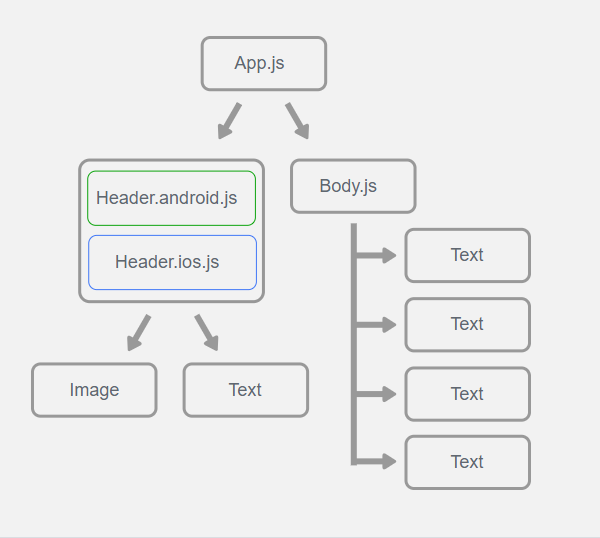 App.js
Header.android.js
Header.ios.js
Body.js
Text
Text
Text
Text
Image
Text